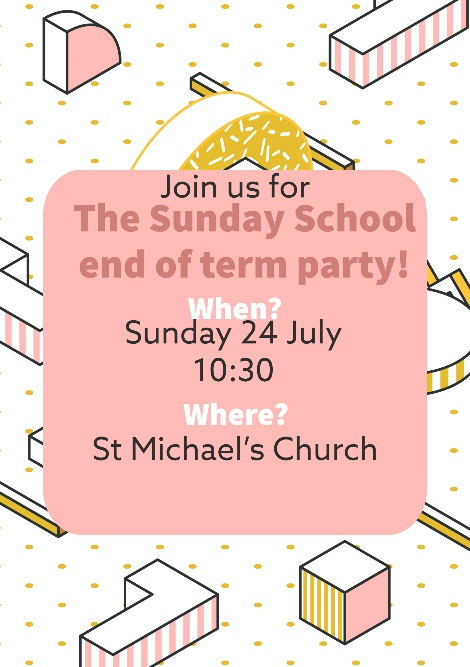 Join us for
The Sunday School
end of term party!
When?
Sunday 24 July
10:30
Where?
St Michael's Church